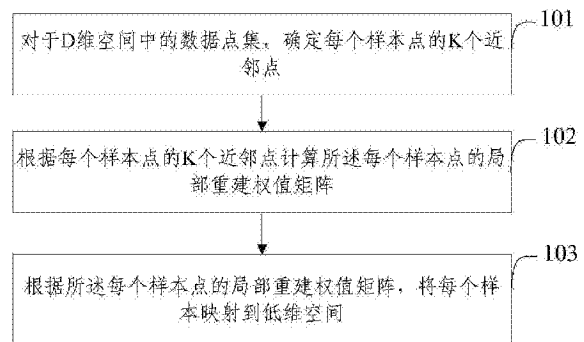 101
对于D维空间中的数据点集，确定每个样本点的K个近
邻点
102
根据每个样本点的K个近邻点计算所述每个样本点的局
部重建权值矩阵
103
根据所述每个样本点的局部重建权值矩阵，将每个样
本映射到低维空间